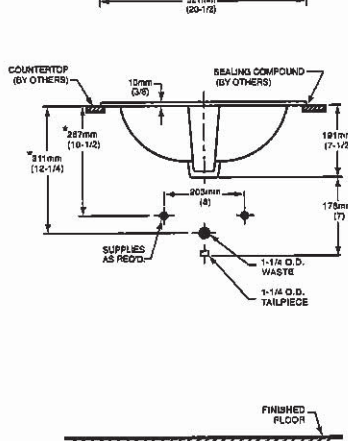 (20-1/2)
COUNTERTOP
(BY OTHERS)
10mm
(3/8)
SEALING COMPOUND
(BY OTHERS)
*267mm
(10-1/2)
*311mm
(12-1/4)
191mm
(7-1/2
203mm
(8)
178mm
(7)
SUPPLIES
AS REQ'D.
1-1/4 O.D.
WASTE
1-1/4 O.D.
TAILPIECE
FINISHED
FLOOR